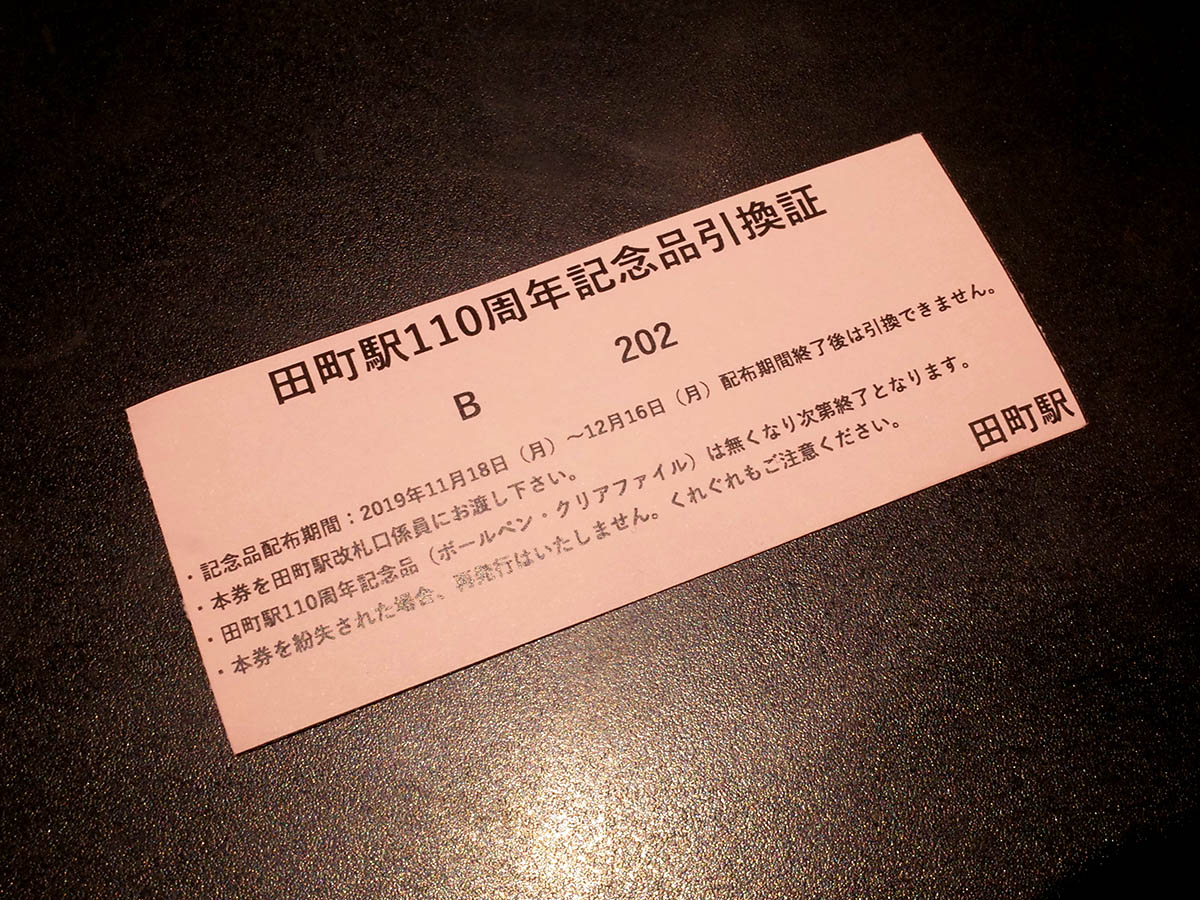 田町駅110周年記念品引換証
B 202
・記念品配布期間：2019年11月18日（月）～12月16日（月）配布期間終了後は引換できません。
・本券を田町駅改札口係員にお渡し下さい。
・田町駅110周年記念品（ボールペン・クリアファイル）は無くなり次第終了となります。
・本券を紛失された場合、再発行はいたしません。くれぐれもご注意ください。
田町駅